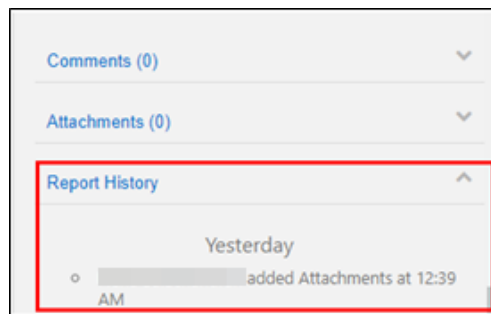 Comments (0)
Attachments (0)
Report History
Yesterday
added Attachments at 12:39
AM